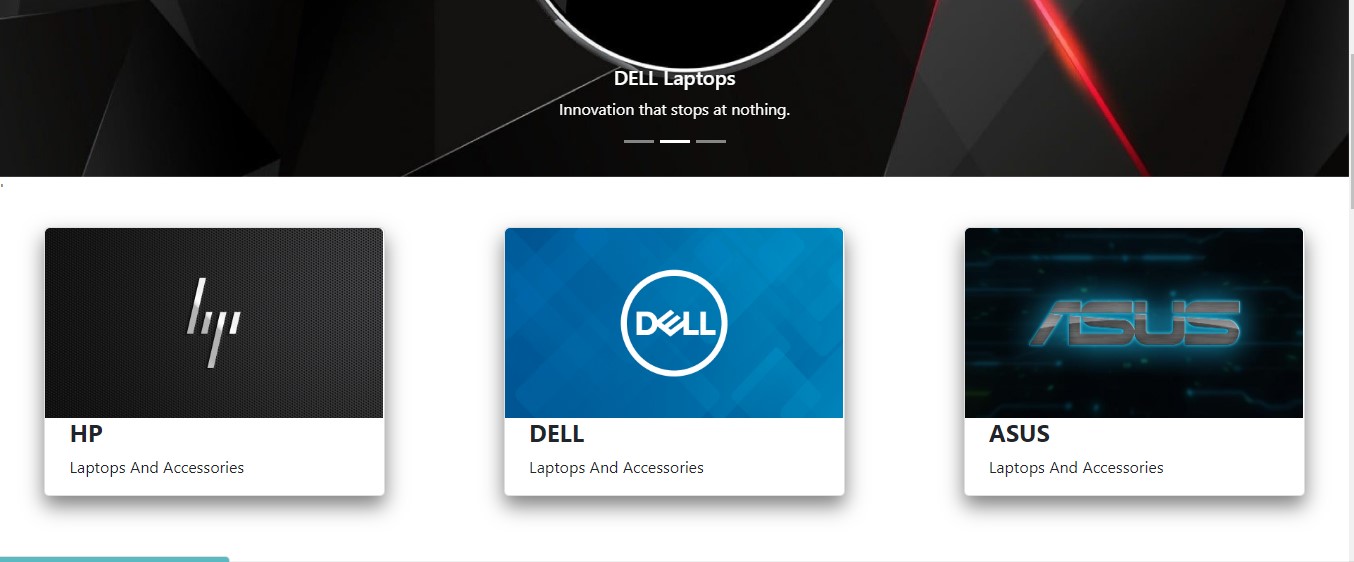 DELL Laptops
Innovation that stops at nothing.
hp
DELL
ASUS
HP
DELL
ASUS
Laptops And Accessories
Laptops And Accessories
Laptops And Accessories